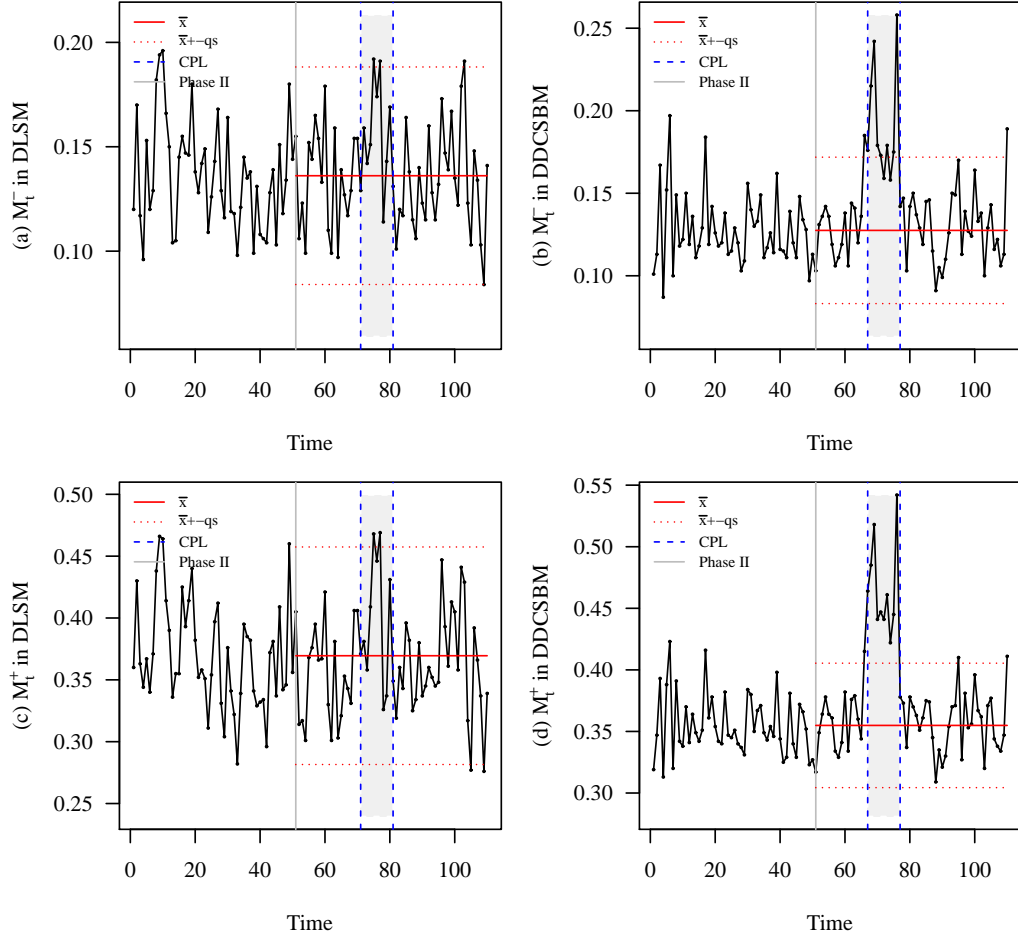 (a) M_t^− in DLSM
0.20
0.15
0.10
x̅
x̅+−qs
CPL
Phase II
0 20 40 60 80 100
Time
(b) M_t^− in DDCSBM
0.25
0.20
0.15
0.10
x̅
x̅+−qs
CPL
Phase II
0 20 40 60 80 100
Time
(c) M_t^+ in DLSM
0.50
0.45
0.40
0.35
0.30
0.25
x̅
x̅+−qs
CPL
Phase II
0 20 40 60 80 100
Time
(d) M_t^+ in DDCSBM
0.55
0.50
0.45
0.40
0.35
0.30
x̅
x̅+−qs
CPL
Phase II
0 20 40 60 80 100
Time